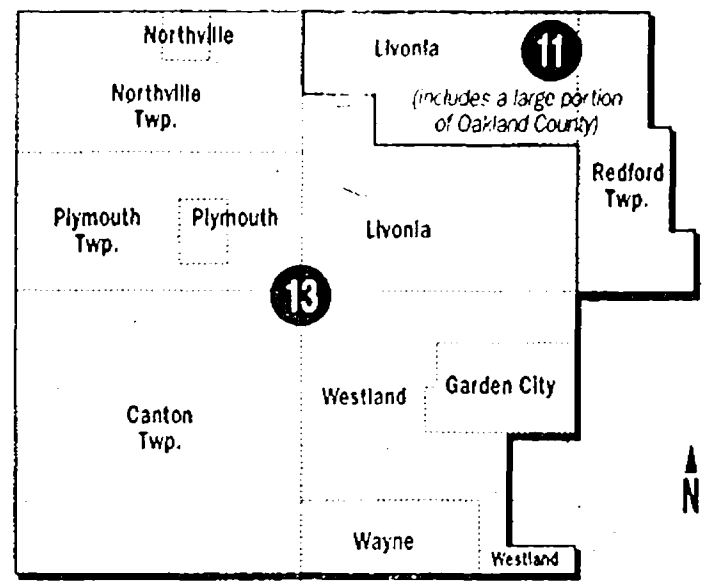 Northville
Livonia
11
Northville
Twp.
(includes a large portion
of Oakland County)
Redford
Twp.
Plymouth
Twp.
Plymouth
Livonia
13
Canton
Twp.
Westland
Garden City
N
Wayne
Westland